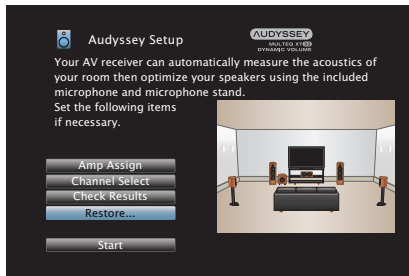 Audyssey Setup
AUDYSSEY
MULTEQ XT32
DYNAMIC VOLUME
Your AV receiver can automatically measure the acoustics of
your room then optimize your speakers using the included
microphone and microphone stand.
Set the following items
if necessary.
Amp Assign
Channel Select
Check Results
Restore...
Start